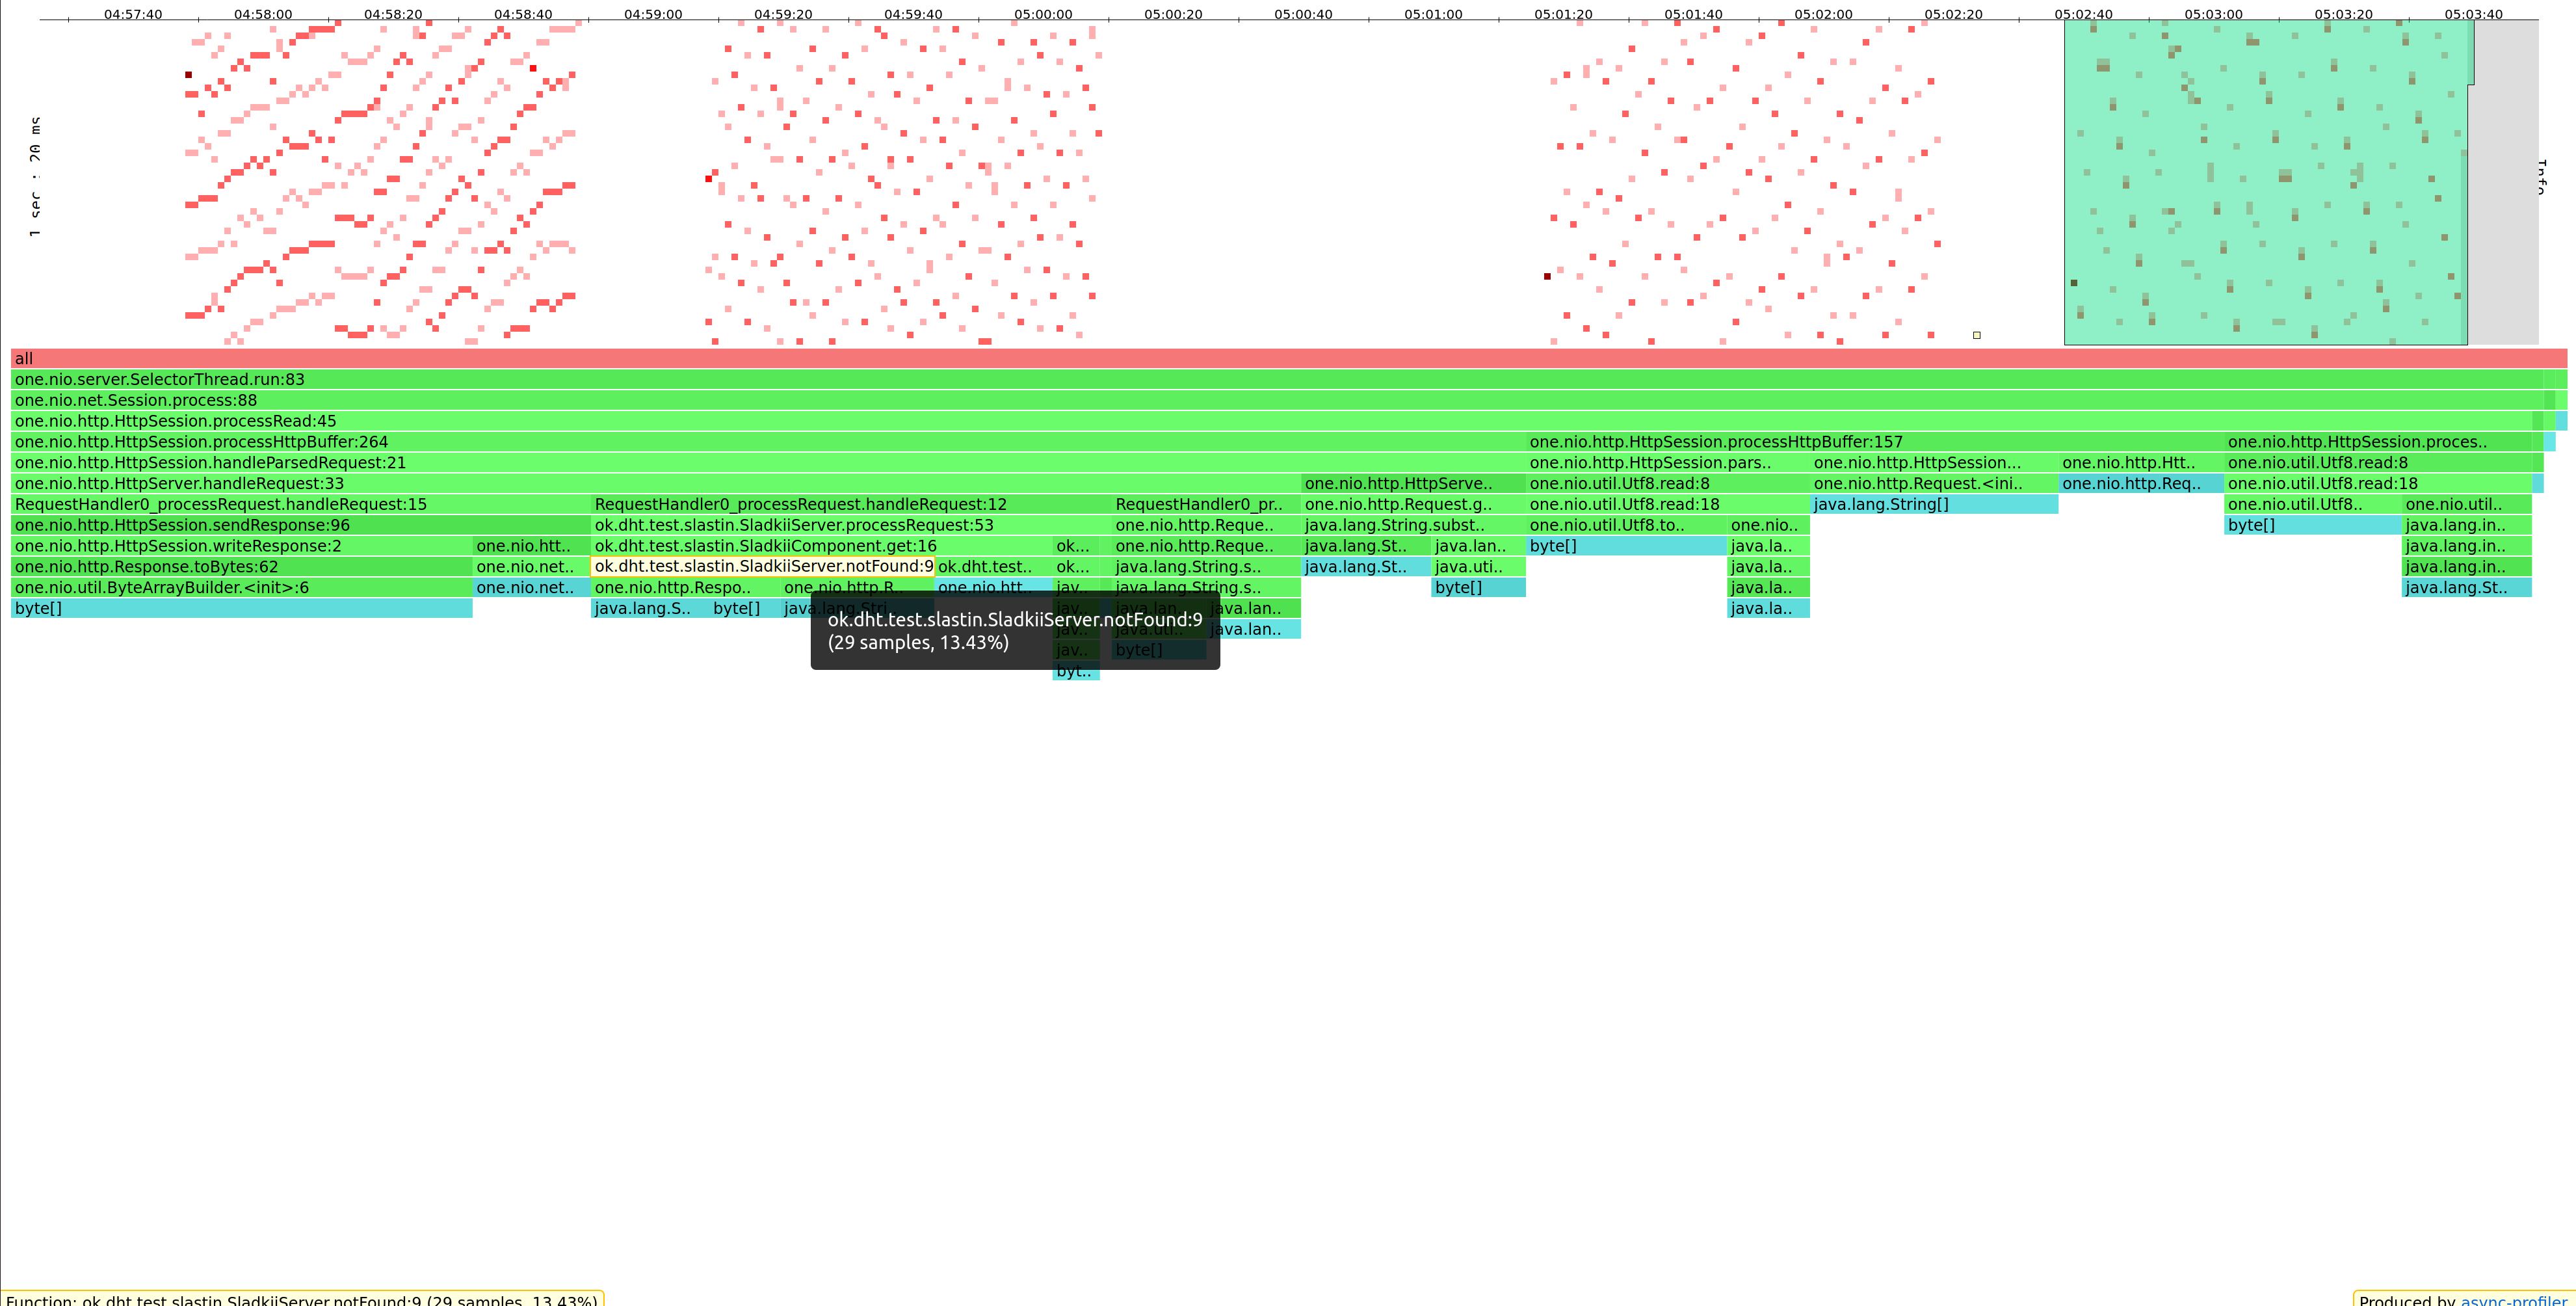 04:57:40 04:58:00 04:58:20 04:58:40 04:59:00 04:59:20 04:59:40 05:00:00 05:00:20 05:00:40 05:01:00 05:01:20 05:01:40 05:02:00 05:02:20 05:02:40 05:03:00 05:03:20 05:03:40
1 sec : 20 ms
Info
all
one.nio.server.SelectorThread.run:83
one.nio.net.Session.process:88
one.nio.http.HttpSession.processRead:45
one.nio.http.HttpSession.processHttpBuffer:264 one.nio.http.HttpSession.processHttpBuffer:157 one.nio.http.HttpSession.proces..
one.nio.http.HttpSession.handleParsedRequest:21 one.nio.http.HttpSession.pars.. one.nio.http.HttpSession... one.nio.http.Htt.. one.nio.util.Utf8.read:8
one.nio.http.HttpServer.handleRequest:33 one.nio.http.HttpServe.. one.nio.util.Utf8.read:8 one.nio.http.Request.<ini.. one.nio.http.Req.. one.nio.util.Utf8.read:18
RequestHandler0_processRequest.handleRequest:15 RequestHandler0_processRequest.handleRequest:12 RequestHandler0_pr.. one.nio.http.Request.g.. one.nio.util.Utf8.read:18 java.lang.String[] one.nio.util.Utf8.. one.nio.util..
one.nio.http.HttpSession.sendResponse:96 ok.dht.test.slastin.SladkiiServer.processRequest:53 one.nio.http.Reque.. java.lang.String.subst.. one.nio.util.Utf8.to.. one.nio.. byte[] java.lang.in..
one.nio.http.HttpSession.writeResponse:2 one.nio.htt.. ok.dht.test.slastin.SladkiiComponent.get:16 ok... one.nio.http.Reque.. java.lang.St.. java.lan.. byte[] java.la.. java.lang.in..
one.nio.http.Response.toBytes:62 one.nio.net.. ok.dht.test.slastin.SladkiiServer.notFound:9 ok.dht.test.. ok... java.lang.String.s.. java.lang.St.. java.uti.. java.la.. java.lang.in..
one.nio.util.ByteArrayBuilder.<init>:6 one.nio.net.. one.nio.http.Respo.. one.nio.http.R.. one.nio.htt.. jav.. java.lang.String.s.. byte[] java.la.. java.lang.St..
byte[] java.lang.S.. byte[] java.lang.Stri.. jav.. java.lan.. java.lan.. java.la..
ok.dht.test.slastin.SladkiiServer.notFound:9
jav.. java.uti.. java.lan..
(29 samples, 13.43%)
jav.. byte[]
byt..
Function: ok.dht.test.slastin.SladkiiServer.notFound:9 (29 samples, 13.43%)
Produced by async-profiler